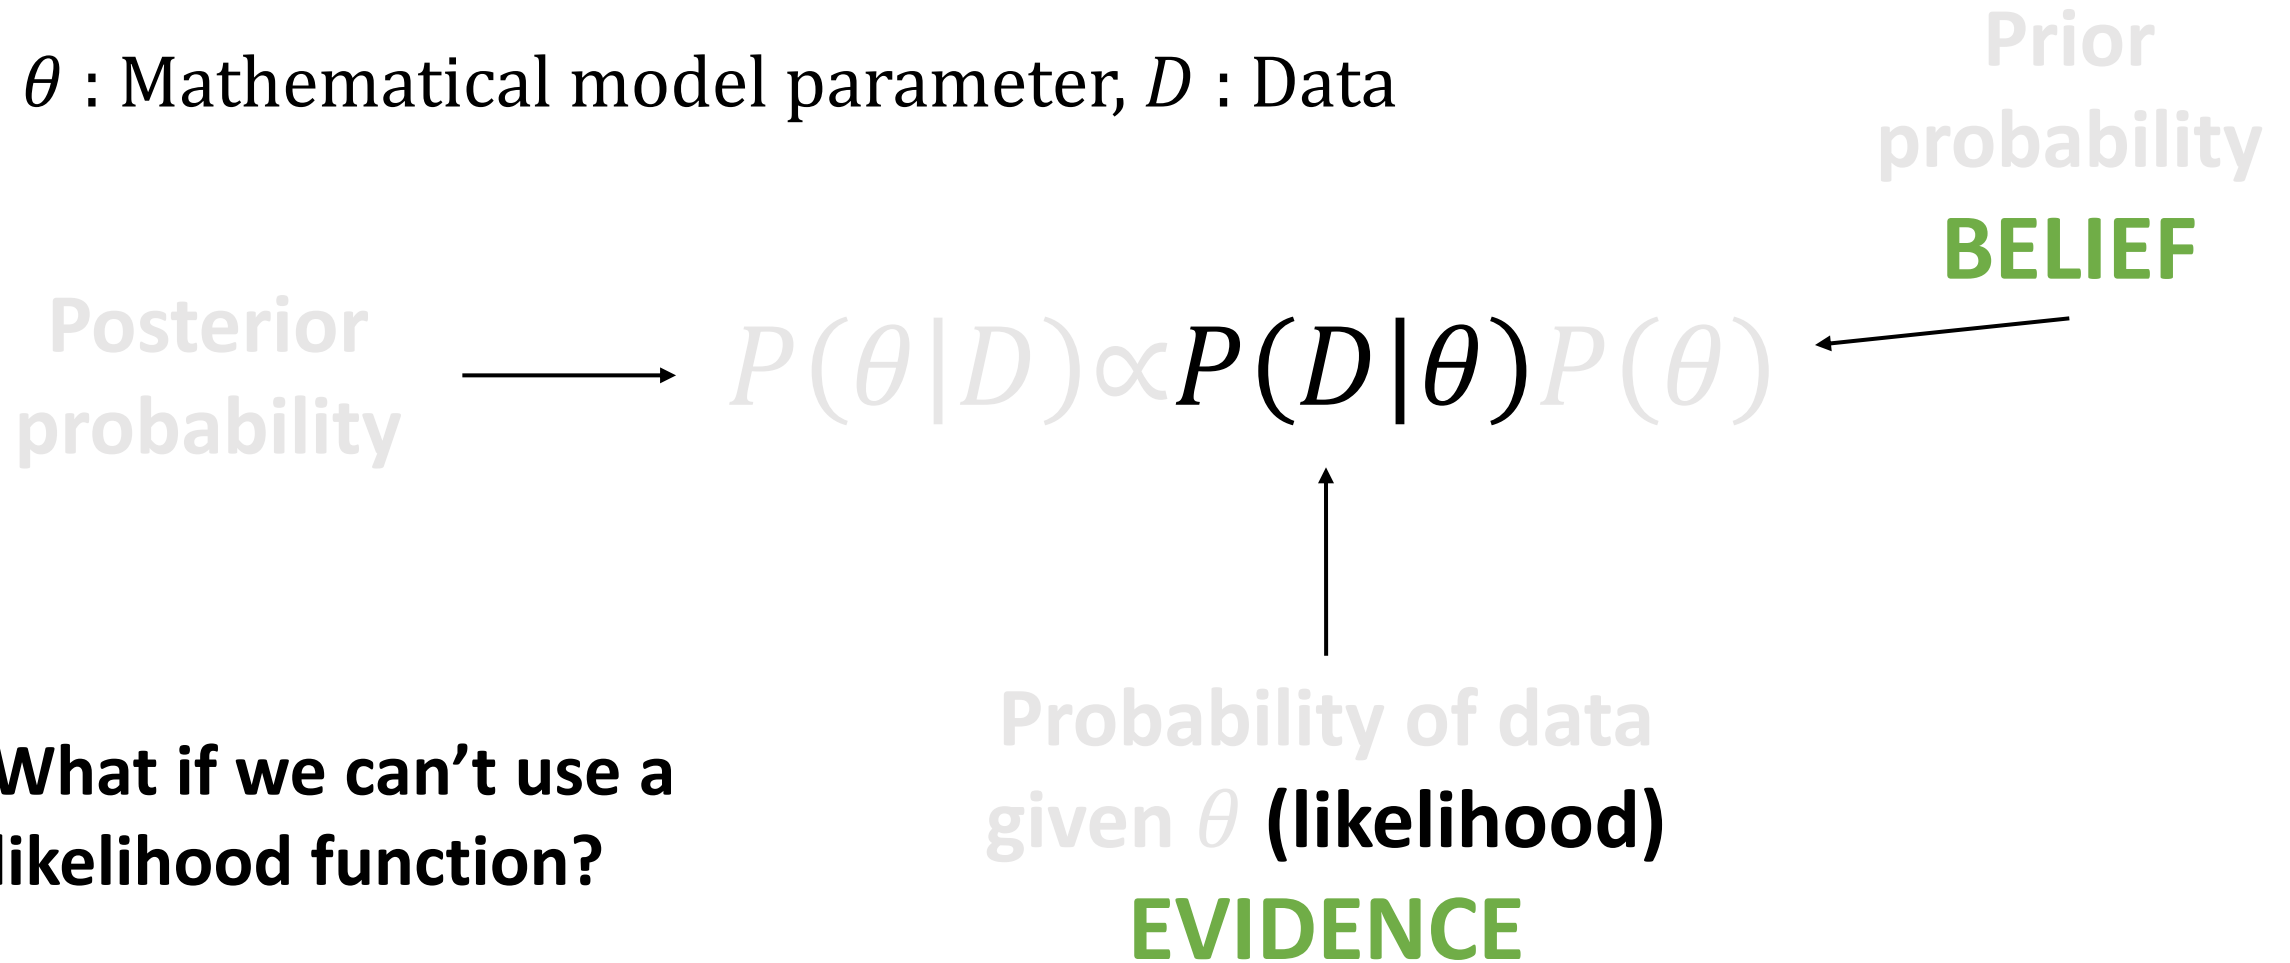 θ : Mathematical model parameter, D : Data
Prior
probability
BELIEF
Posterior
probability
P(θ|D)∝P(D|θ)P(θ)
Probability of data
given θ (likelihood)
EVIDENCE
What if we can’t use a
likelihood function?